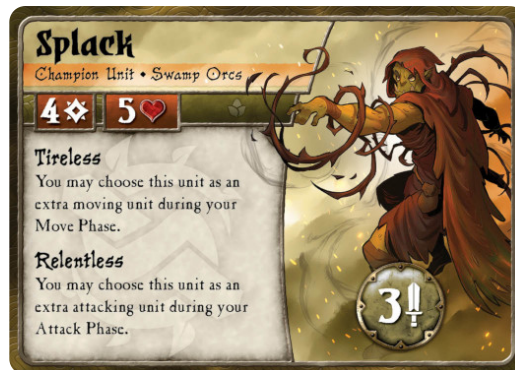 Splack
Champion Unit • Swamp Orcs
4 5
Tireless
You may choose this unit as an
extra moving unit during your
Move Phase.
Relentless
You may choose this unit as an
extra attacking unit during your
Attack Phase.
3